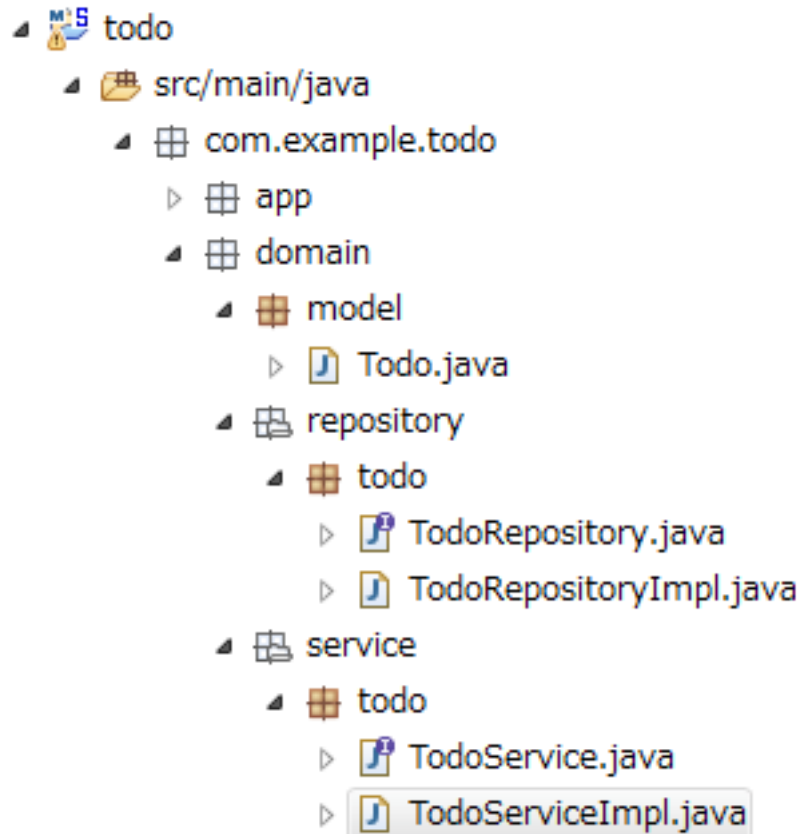 todo
src/main/java
com.example.todo
app
domain
model
Todo.java
repository
todo
TodoRepository.java
TodoRepositoryImpl.java
service
todo
TodoService.java
TodoServiceImpl.java